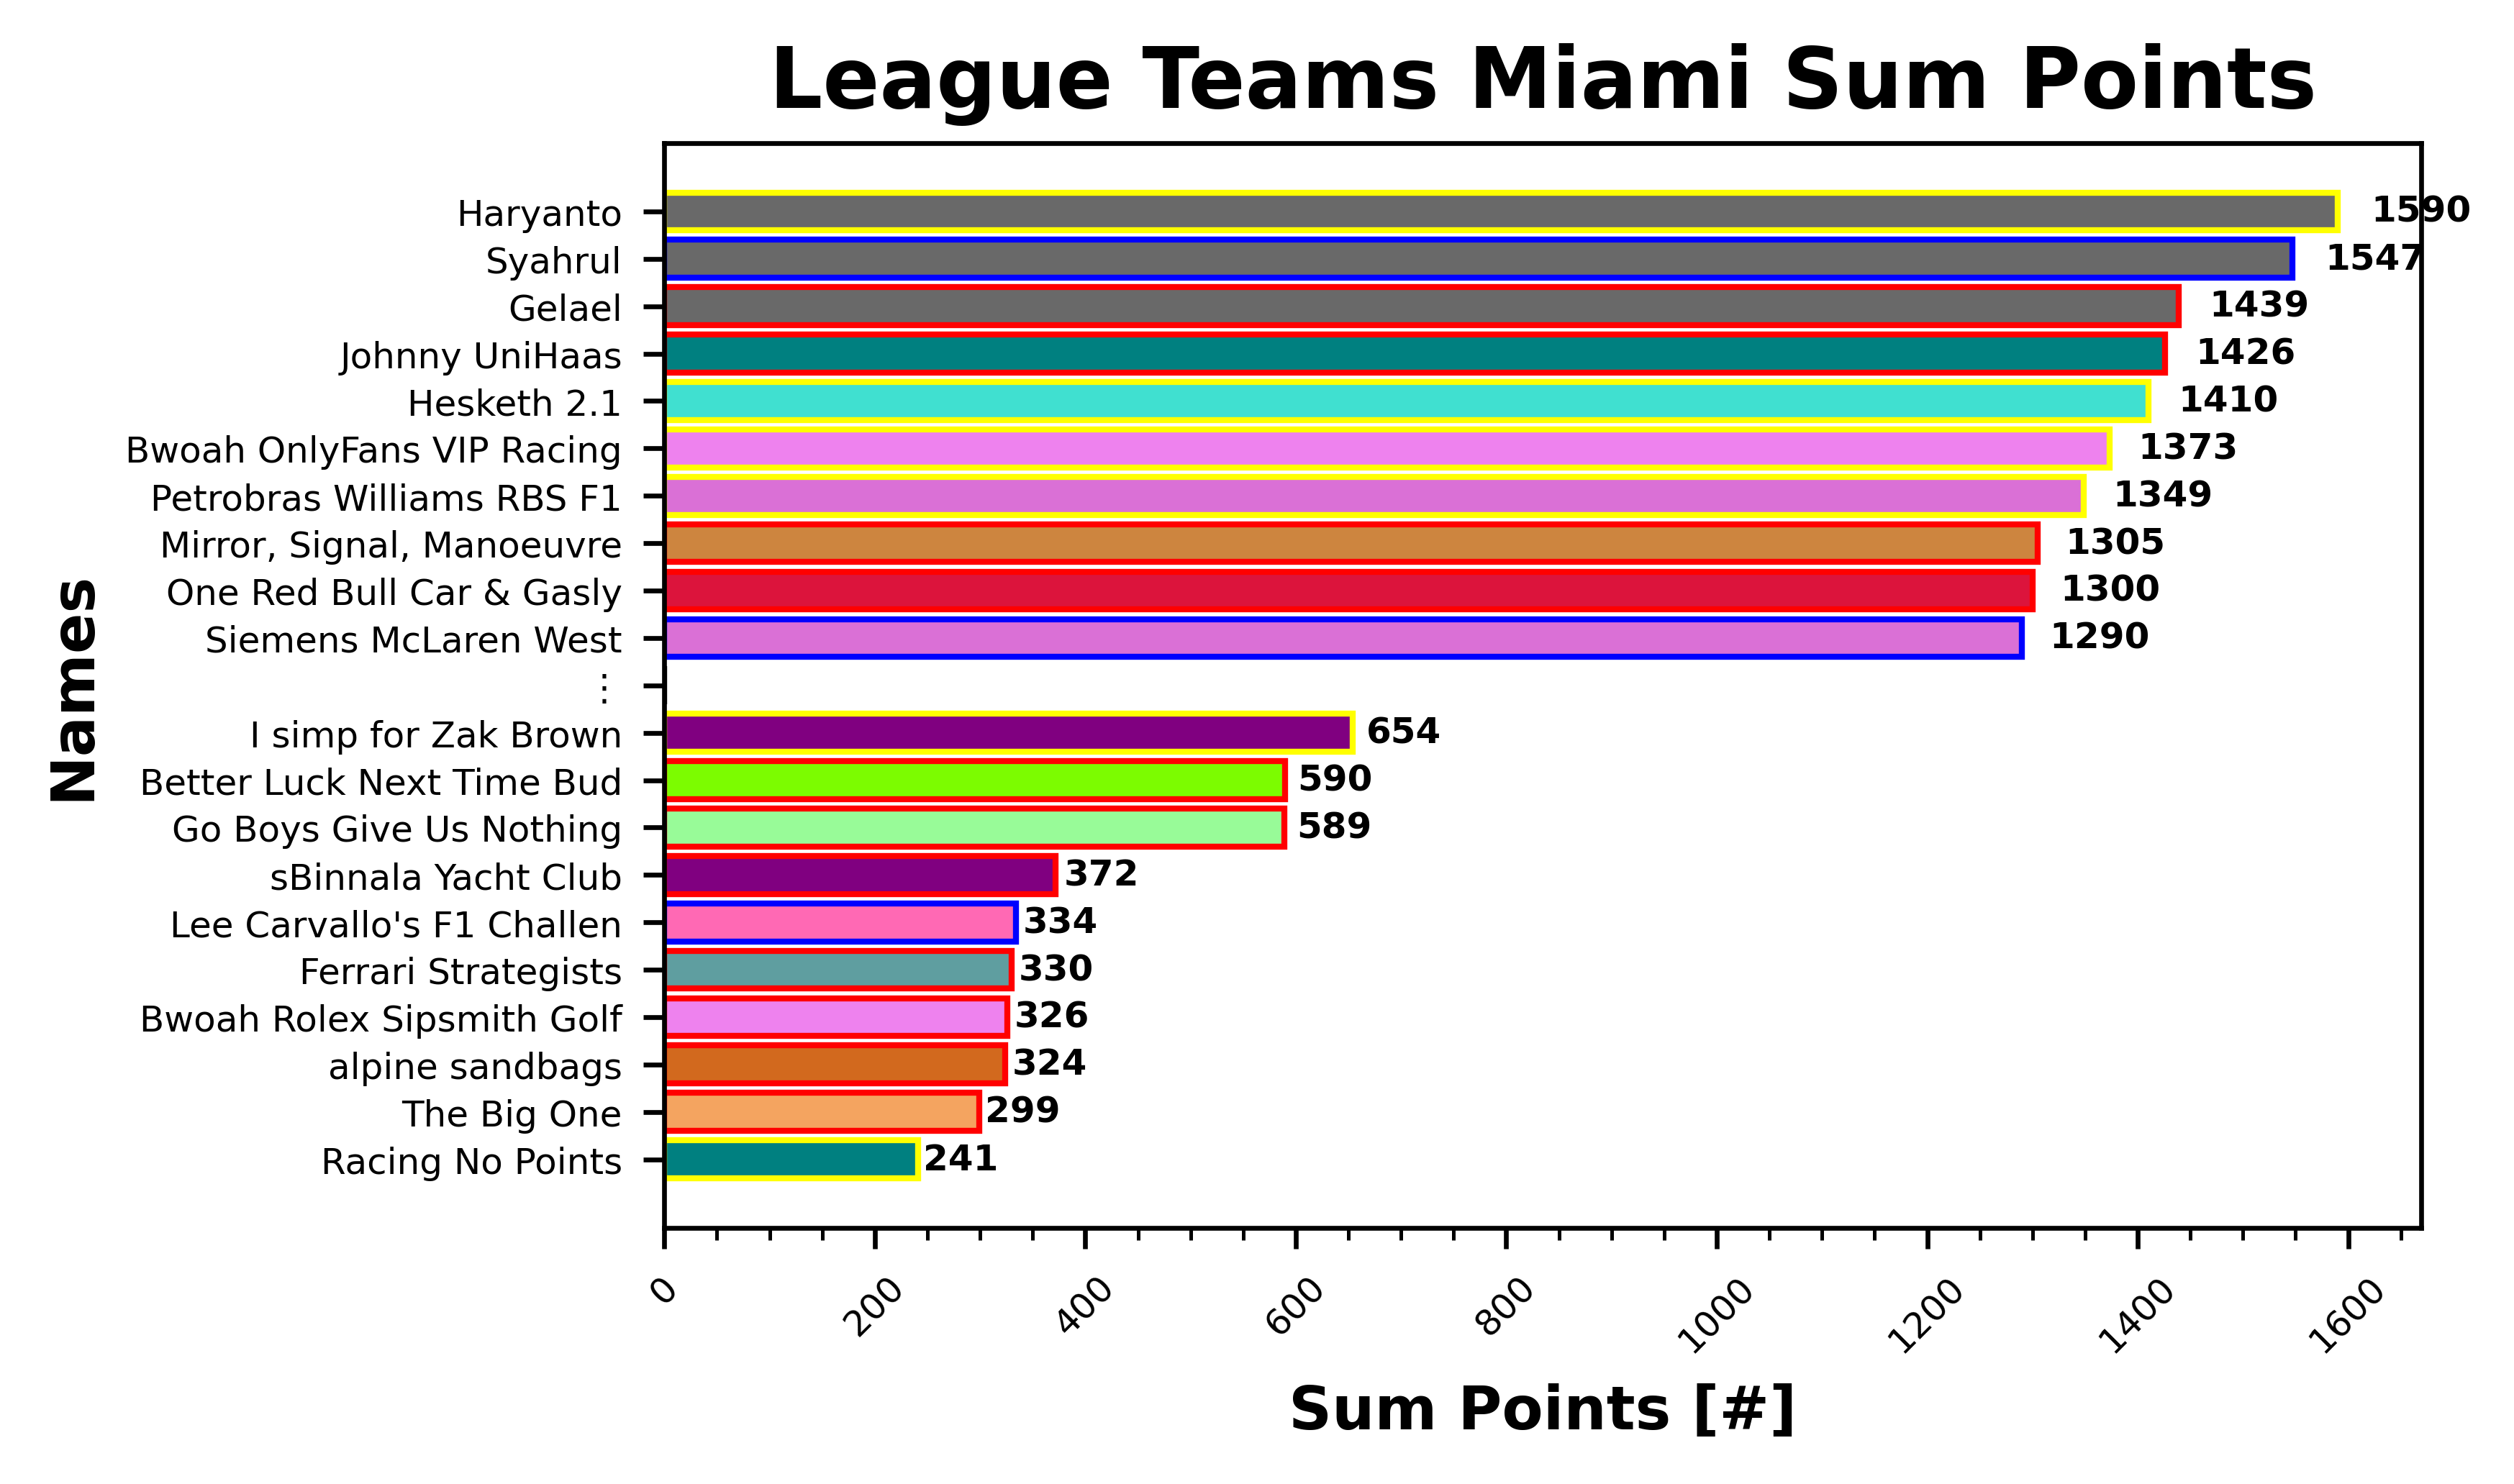 League Teams Miami Sum Points
Names
Haryanto 1590
Syahrul 1547
Gelael 1439
Johnny UniHaas 1426
Hesketh 2.1 1410
Bwoah OnlyFans VIP Racing 1373
Petrobras Williams RBS F1 1349
Mirror, Signal, Manoeuvre 1305
One Red Bull Car & Gasly 1300
Siemens McLaren West 1290
⋮
I simp for Zak Brown 654
Better Luck Next Time Bud 590
Go Boys Give Us Nothing 589
sBinnala Yacht Club 372
Lee Carvallo's F1 Challen 334
Ferrari Strategists 330
Bwoah Rolex Sipsmith Golf 326
alpine sandbags 324
The Big One 299
Racing No Points 241
0 200 400 600 800 1000 1200 1400 1600
Sum Points [#]